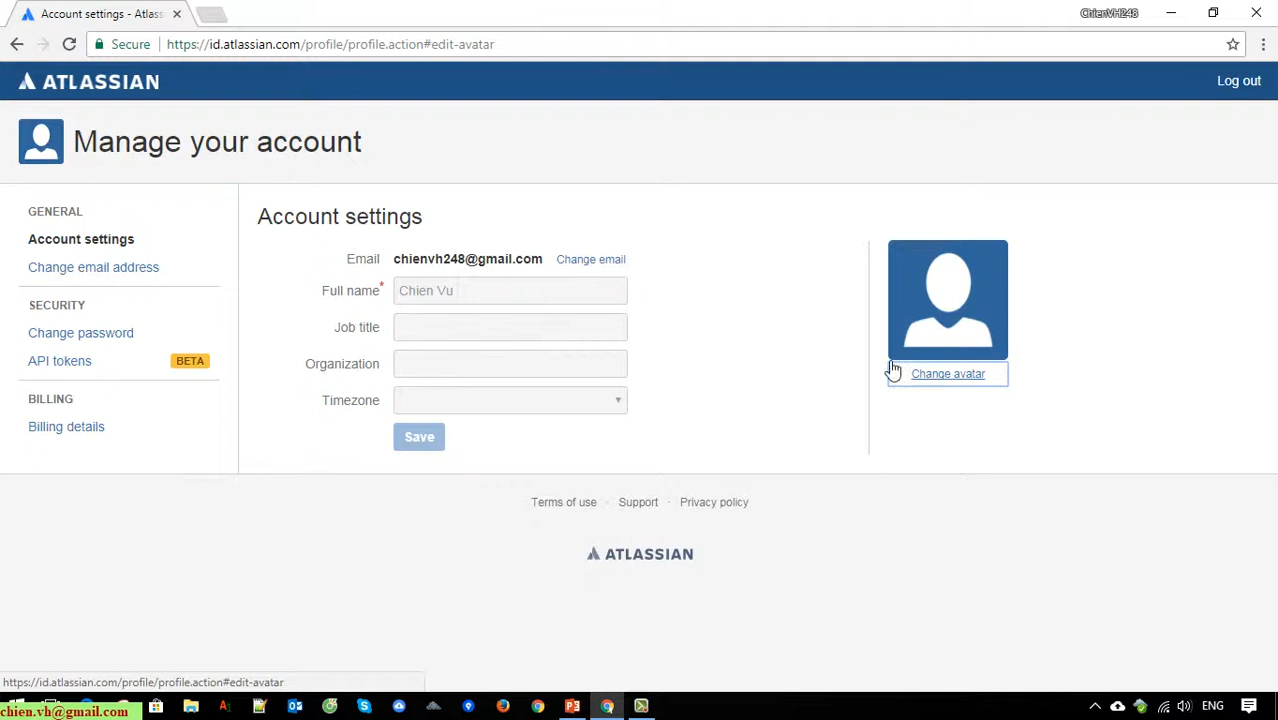 Account settings - Atlass
ChienVH248
Secure
https://id.atlassian.com/profile/profile.action#edit-avatar
ATLASSIAN
Log out
Manage your account
GENERAL
Account settings
Change email address
SECURITY
Change password
API tokens BETA
BILLING
Billing details
Account settings
Email chienvh248@gmail.com Change email
Full name* Chien Vu
Job title
Organization
Timezone
Save
Change avatar
Terms of use · Support · Privacy policy
ATLASSIAN
https://id.atlassian.com/profile/profile.action#edit-avatar
chien.vh@gmail.com
ENG